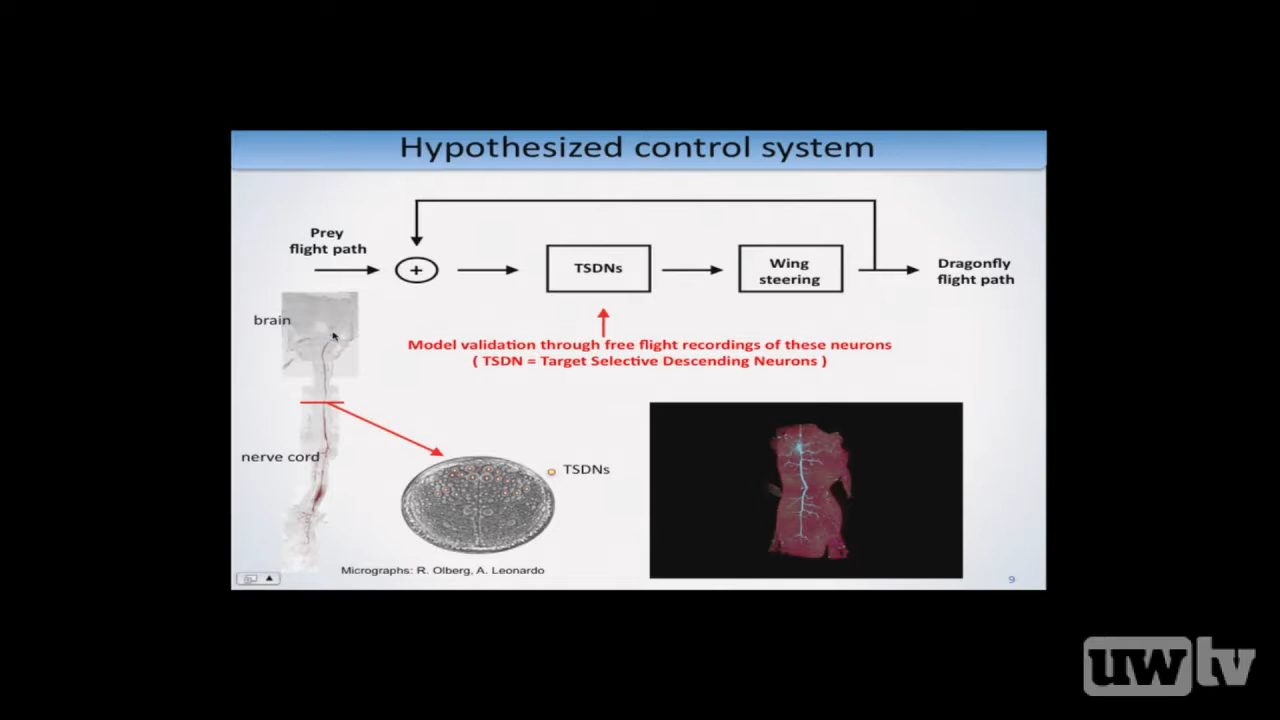 Hypothesized control system
Prey
flight path
+
TSDNs
Wing
steering
Dragonfly
flight path
brain
Model validation through free flight recordings of these neurons
( TSDN = Target Selective Descending Neurons )
nerve cord
TSDNs
Micrographs: R. Olberg, A. Leonardo
9
uwtv